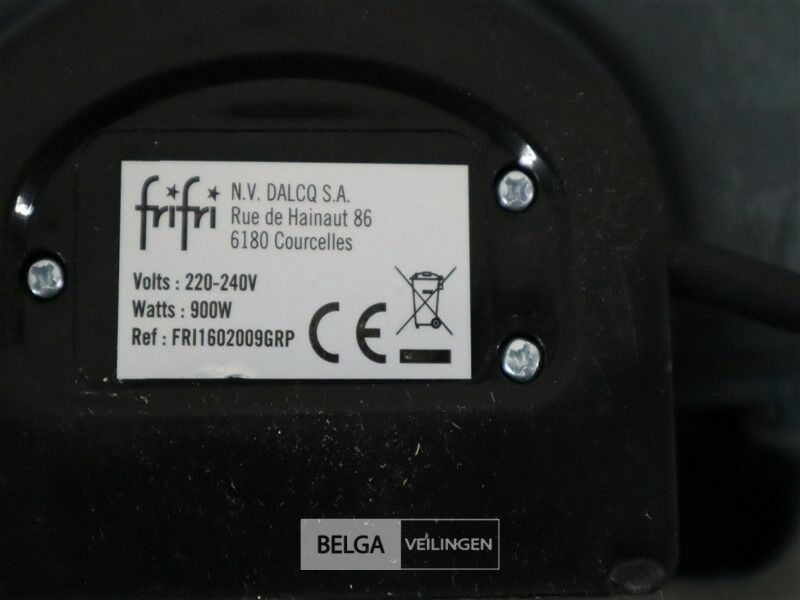 frifri
N.V. DALCQ S.A.
Rue de Hainaut 86
6180 Courcelles
Volts : 220-240V
Watts : 900W
Ref : FRI1602009GRP
CE
BELGA VEILINGEN